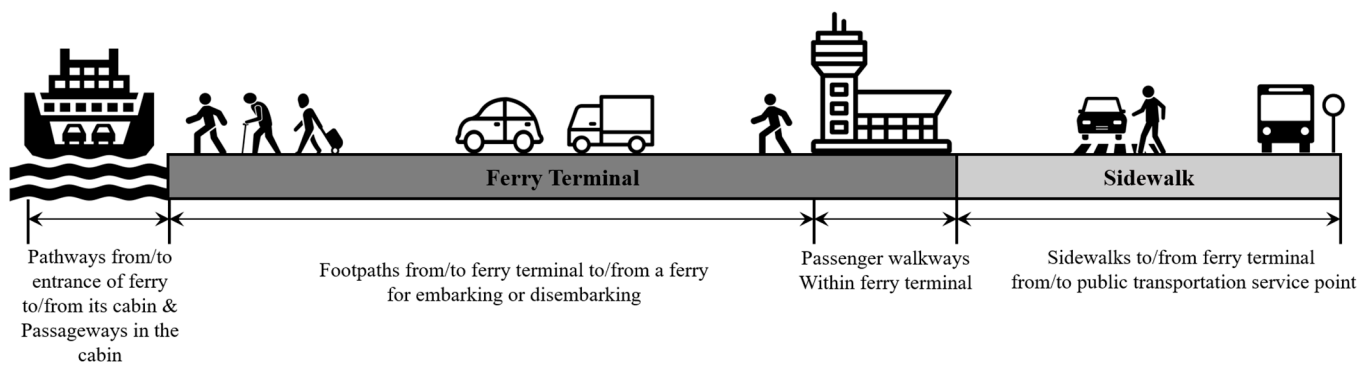 Ferry Terminal
Sidewalk
Pathways from/to
entrance of ferry
to/from its cabin &
Passageways in the
cabin
Footpaths from/to ferry terminal to/from a ferry
for embarking or disembarking
Passenger walkways
Within ferry terminal
Sidewalks to/from ferry terminal
from/to public transportation service point